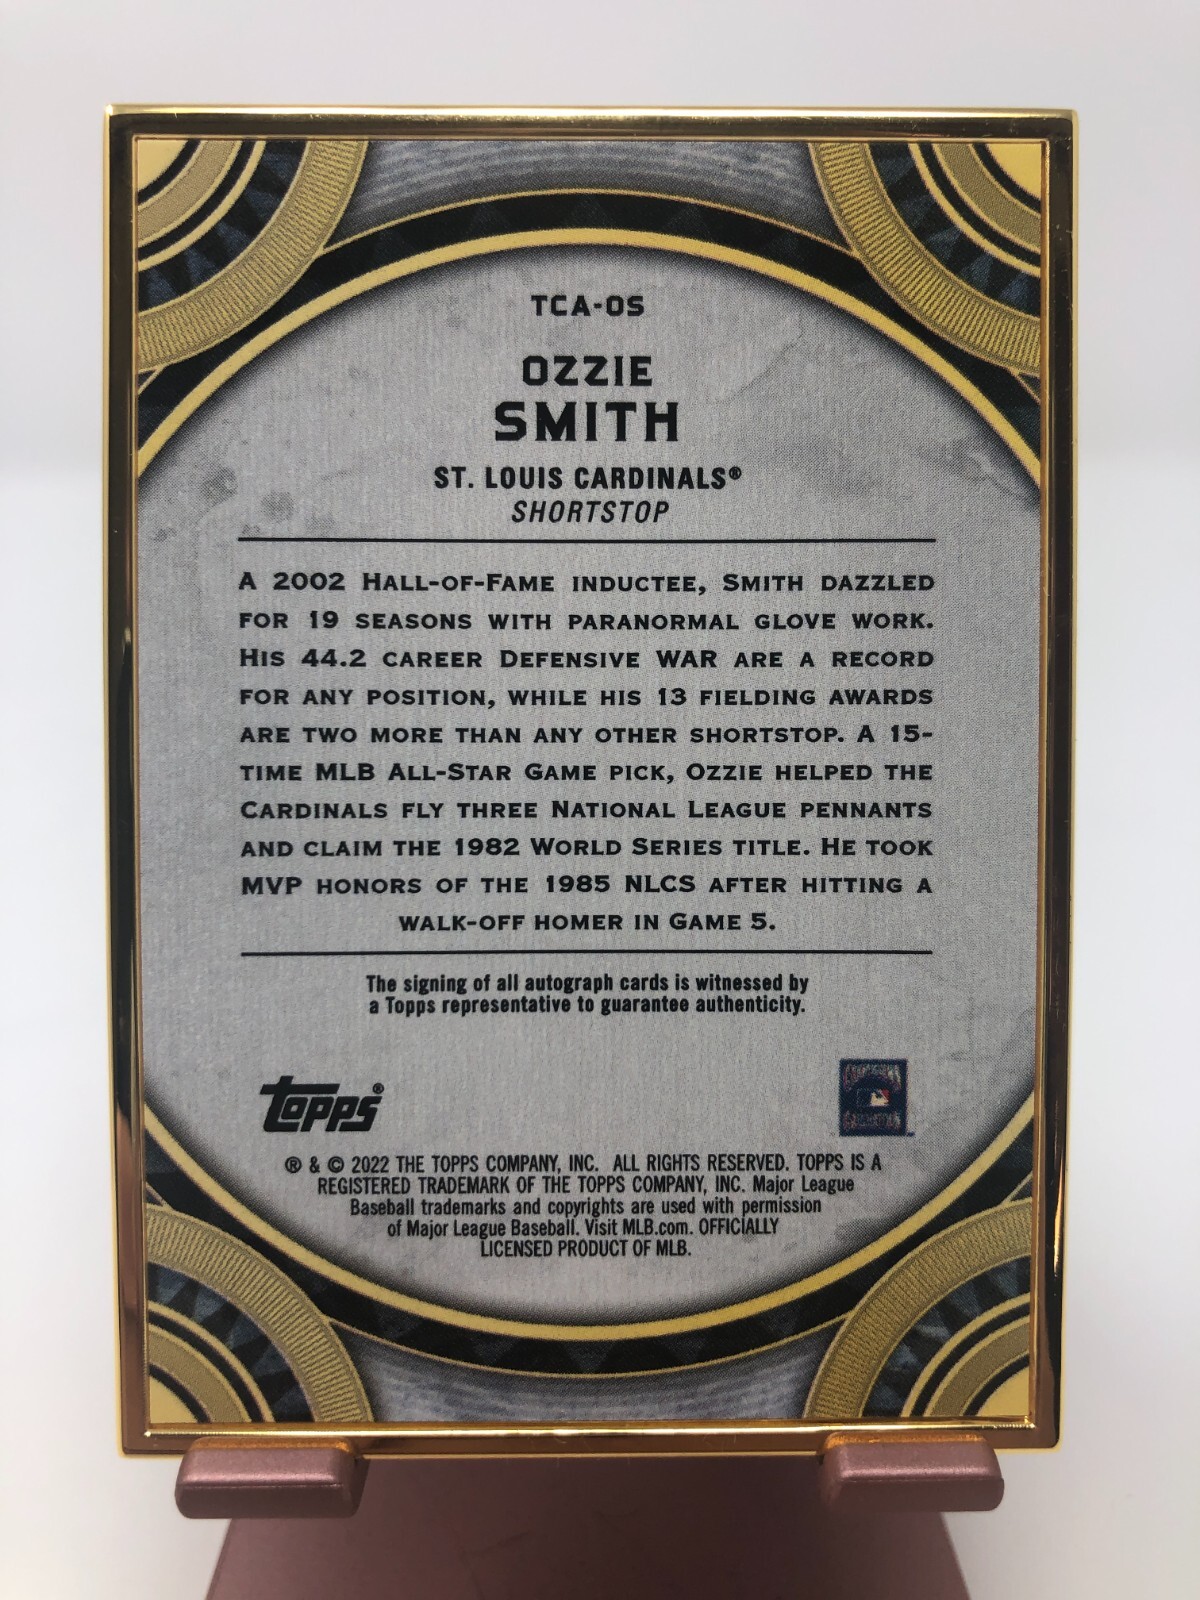 TCA-OS
OZZIE
SMITH
ST. LOUIS CARDINALS®
SHORTSTOP
A 2002 HALL-OF-FAME INDUCTEE, SMITH DAZZLED
FOR 19 SEASONS WITH PARANORMAL GLOVE WORK.
HIS 44.2 CAREER DEFENSIVE WAR ARE A RECORD
FOR ANY POSITION, WHILE HIS 13 FIELDING AWARDS
ARE TWO MORE THAN ANY OTHER SHORTSTOP. A 15-
TIME MLB ALL-STAR GAME PICK, OZZIE HELPED THE
CARDINALS FLY THREE NATIONAL LEAGUE PENNANTS
AND CLAIM THE 1982 WORLD SERIES TITLE. HE TOOK
MVP HONORS OF THE 1985 NLCS AFTER HITTING A
WALK-OFF HOMER IN GAME 5.
The signing of all autograph cards is witnessed by
a Topps representative to guarantee authenticity.
topps®
® & © 2022 THE TOPPS COMPANY, INC. ALL RIGHTS RESERVED. TOPPS IS A
REGISTERED TRADEMARK OF THE TOPPS COMPANY, INC. Major League
Baseball trademarks and copyrights are used with permission
of Major League Baseball. Visit MLB.com. OFFICIALLY
LICENSED PRODUCT OF MLB.